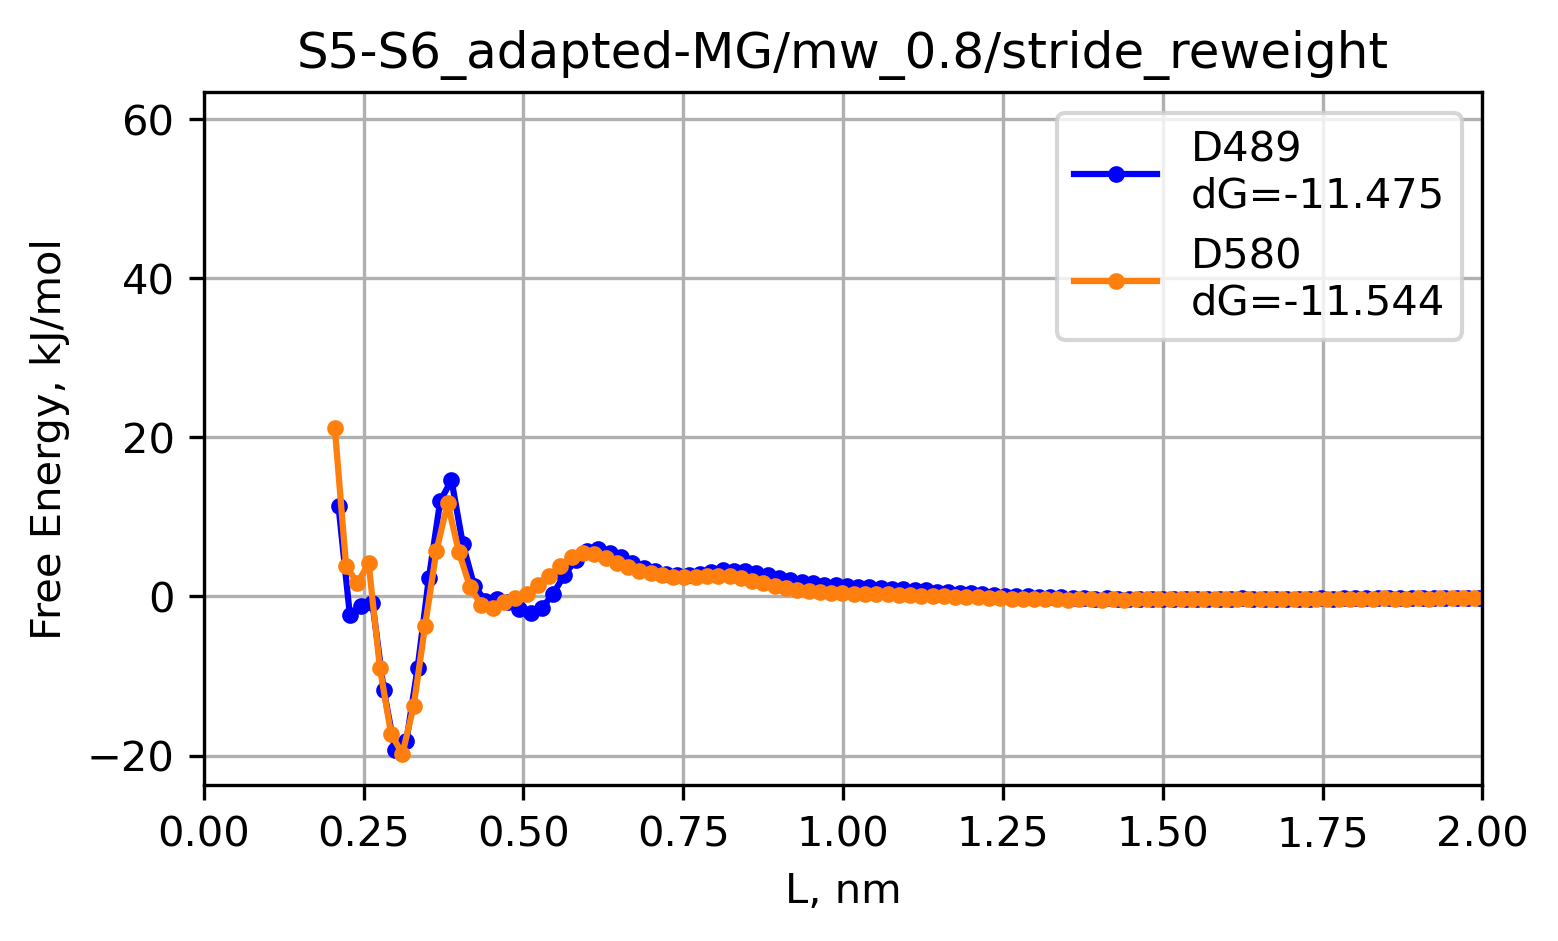 S5-S6_adapted-MG/mw_0.8/stride_reweight
Free Energy, kJ/mol
60
40
20
0
−20
D489
dG=-11.475
D580
dG=-11.544
0.00 0.25 0.50 0.75 1.00 1.25 1.50 1.75 2.00
L, nm